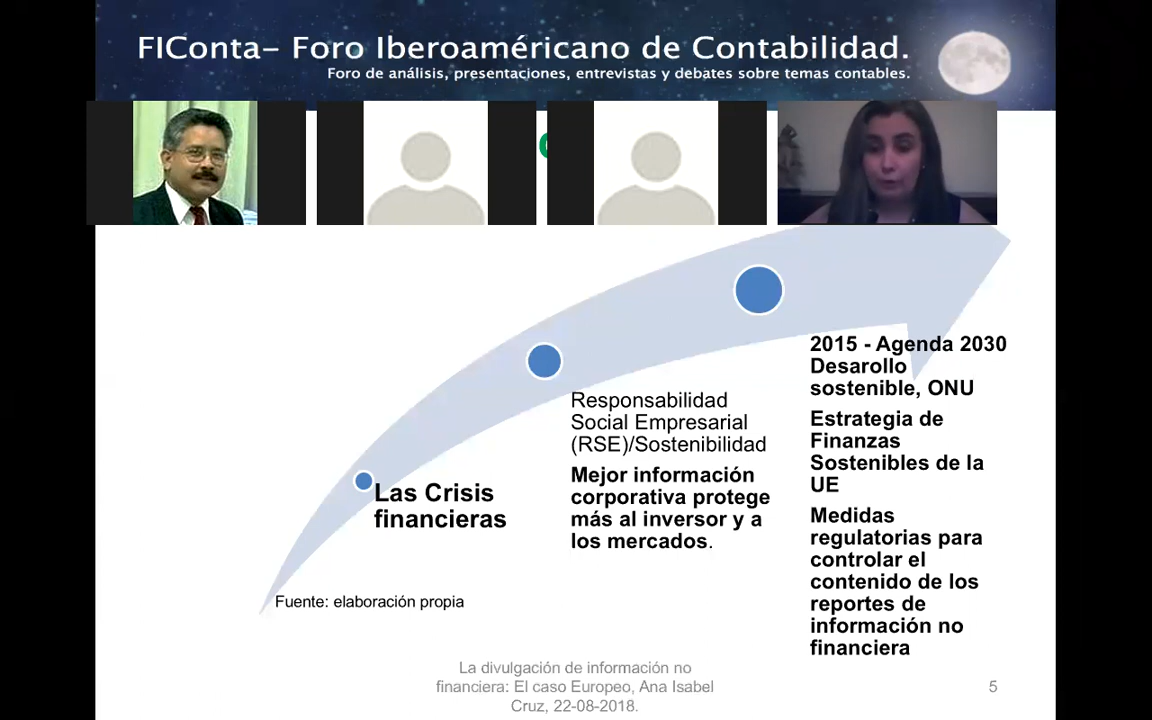 FIConta– Foro Iberoaméricano de Contabilidad.
Foro de análisis, presentaciones, entrevistas y debates sobre temas contables.
Las Crisis
financieras
Responsabilidad
Social Empresarial
(RSE)/Sostenibilidad
Mejor información
corporativa protege
más al inversor y a
los mercados.
2015 - Agenda 2030
Desarollo
sostenible, ONU
Estrategia de
Finanzas
Sostenibles de la
UE
Medidas
regulatorias para
controlar el
contenido de los
reportes de
información no
financiera
Fuente: elaboración propia
La divulgación de información no
financiera: El caso Europeo, Ana Isabel
Cruz, 22-08-2018.
5